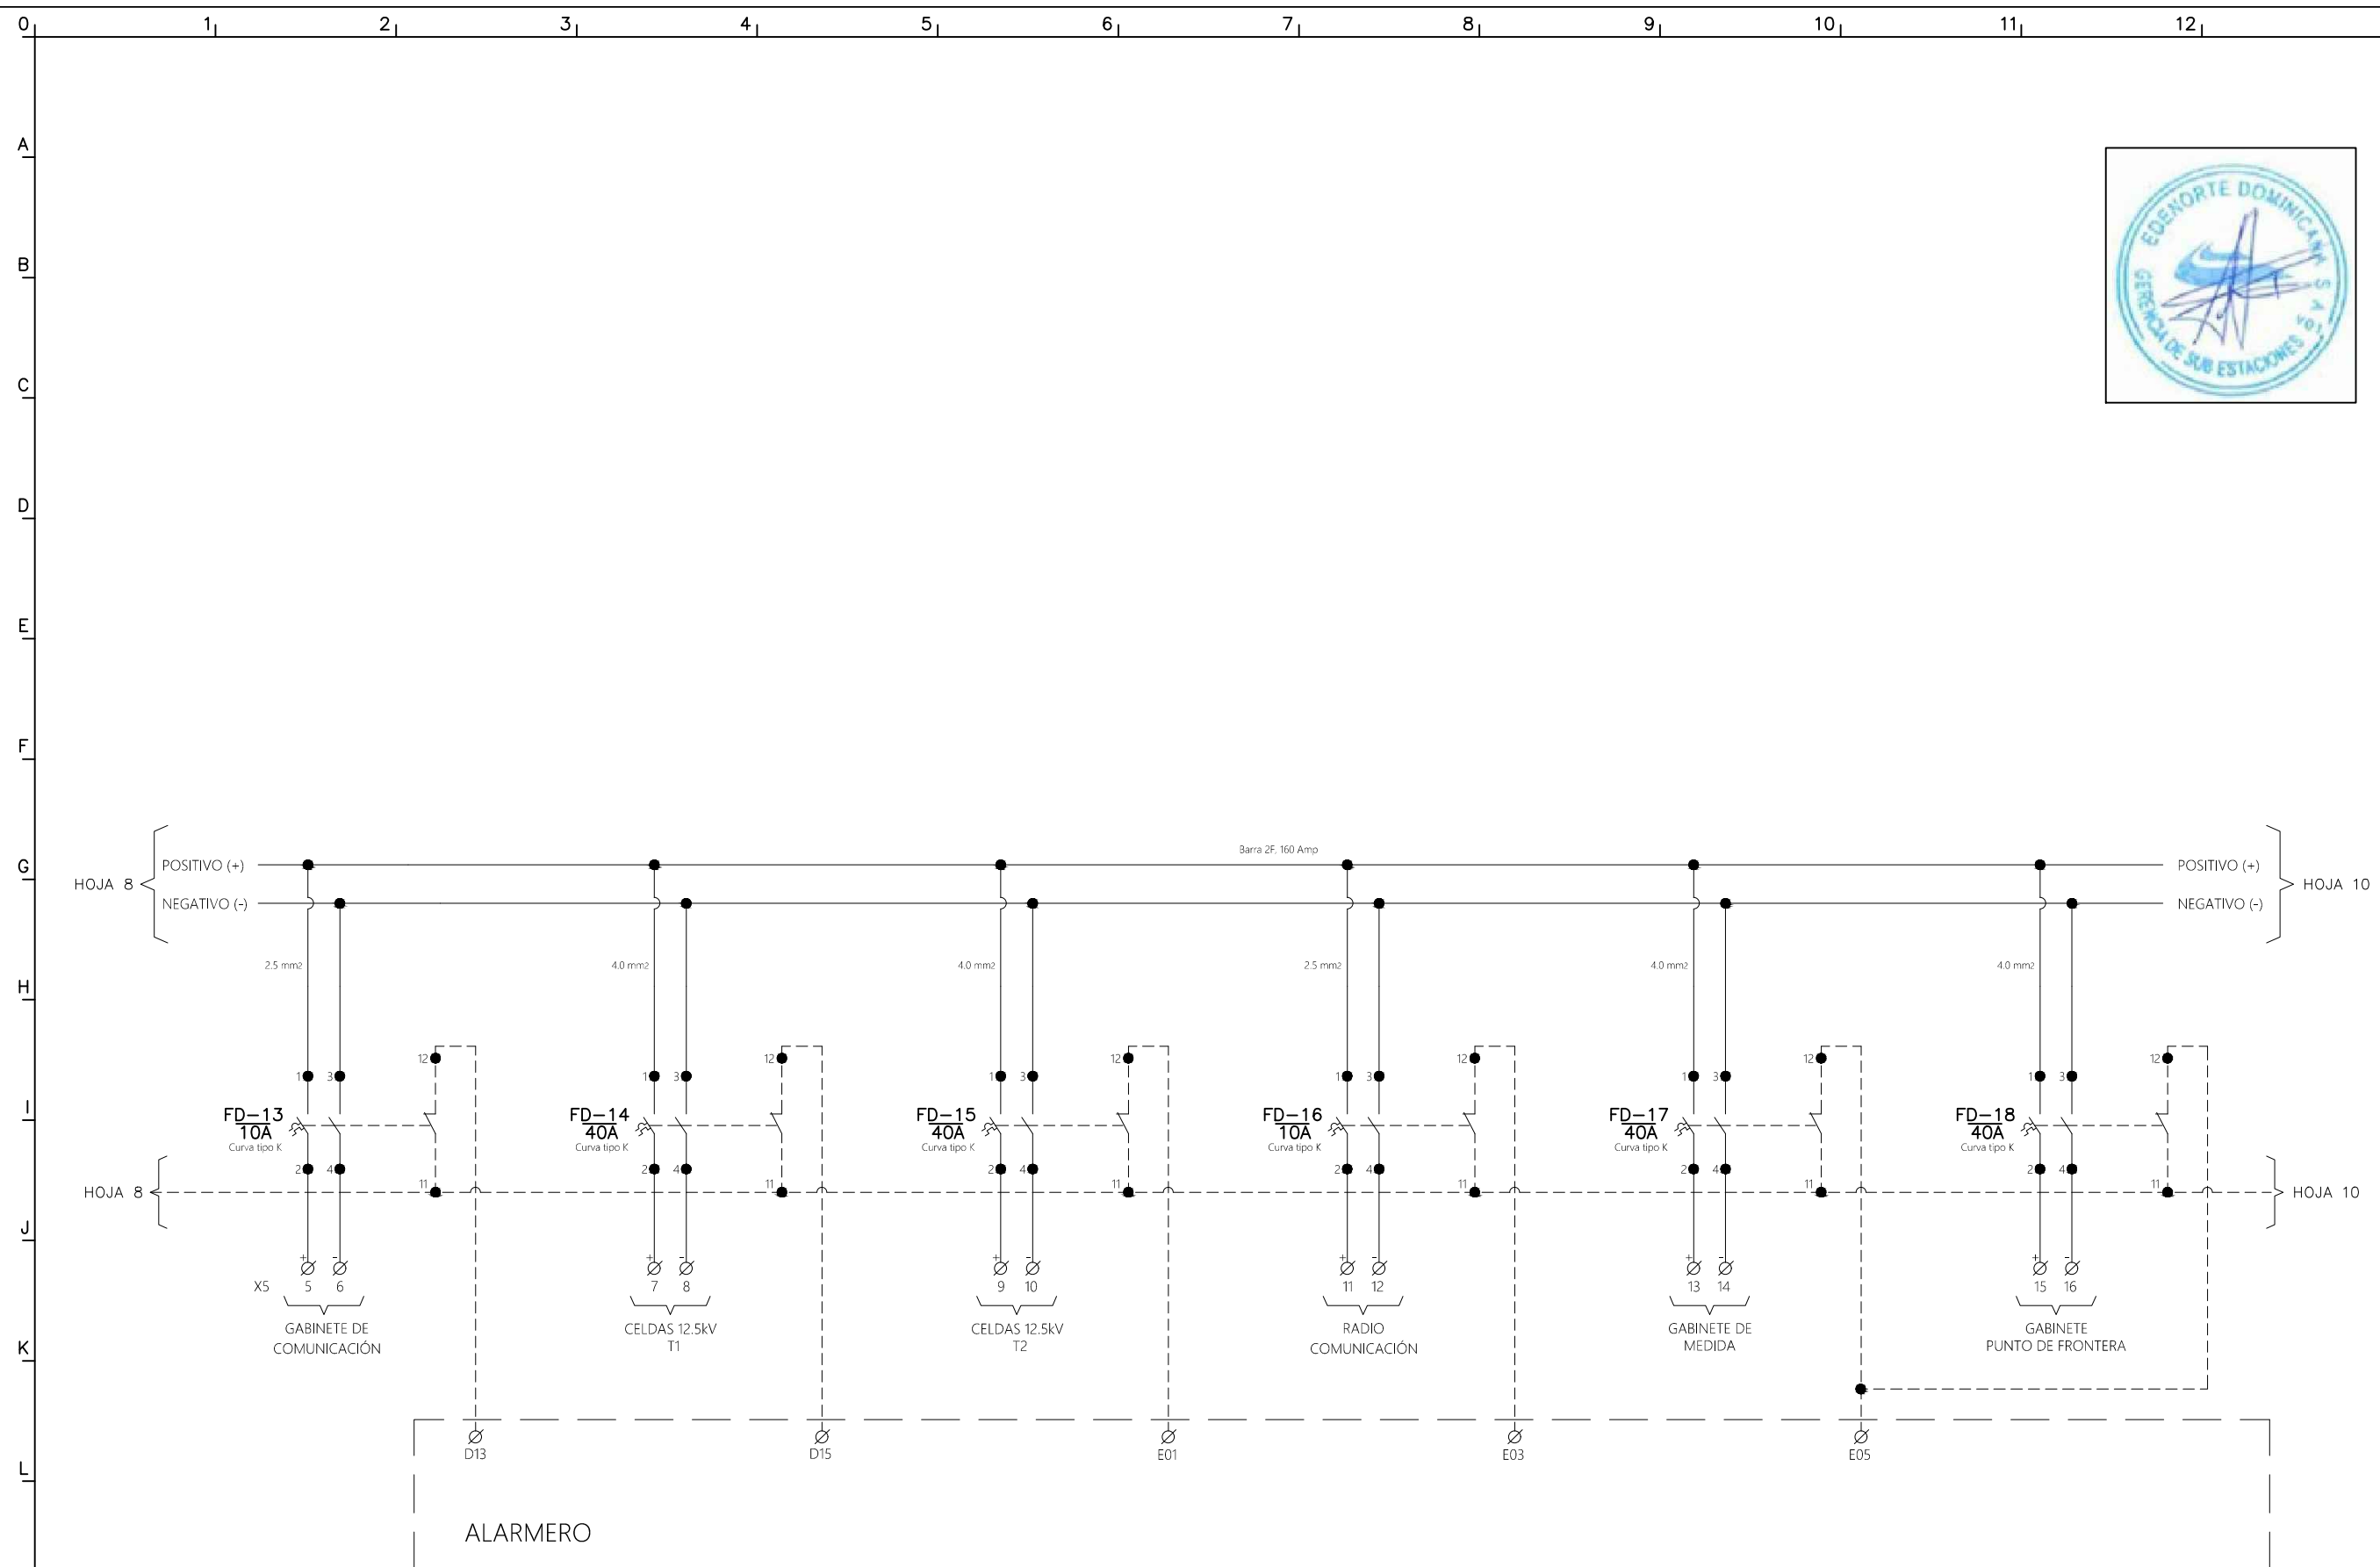 0 1 2 3 4 5 6 7 8 9 10 11 12
A
B
C
D
E
F
G
H
I
J
K
L
EDENORTE DOMINICANA S A
GERENCIA DE SUB ESTACIONES
Barra 2F, 160 Amp
HOJA 8
POSITIVO (+)
NEGATIVO (-)
POSITIVO (+)
NEGATIVO (-)
HOJA 10
2.5 mm2 4.0 mm2 4.0 mm2 2.5 mm2 4.0 mm2 4.0 mm2
12 12 12 12 12 12
1 3 1 3 1 3 1 3 1 3 1 3
FD-13 FD-14 FD-15 FD-16 FD-17 FD-18
10A 40A 40A 10A 40A 40A
Curva tipo K Curva tipo K Curva tipo K Curva tipo K Curva tipo K Curva tipo K
2 4 2 4 2 4 2 4 2 4 2 4
HOJA 8 11 11 11 11 11 11 HOJA 10
+ - + - + - + - + - + -
X5 5 6 7 8 9 10 11 12 13 14 15 16
GABINETE DE
COMUNICACIÓN
CELDAS 12.5kV
T1
CELDAS 12.5kV
T2
RADIO
COMUNICACIÓN
GABINETE DE
MEDIDA
GABINETE
PUNTO DE FRONTERA
D13 D15 E01 E03 E05
ALARMERO